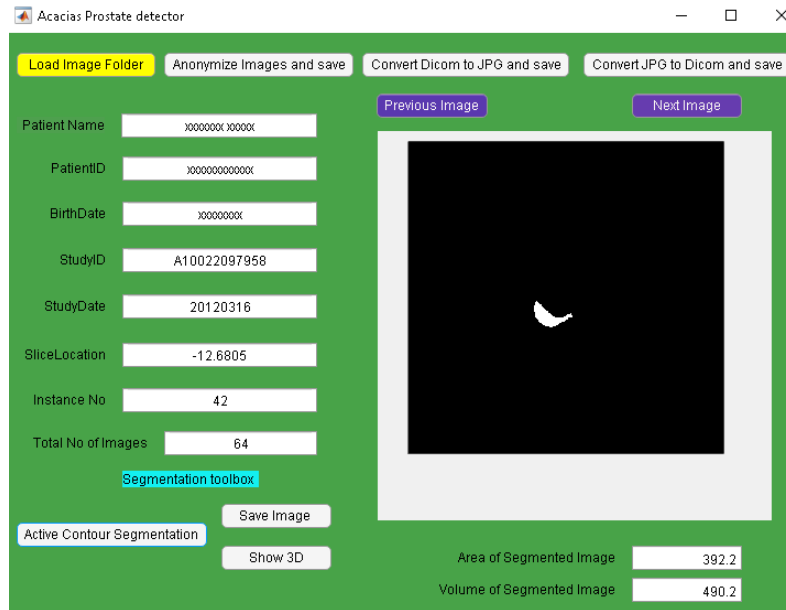 Acacias Prostate detector
Load Image Folder
Anonymize Images and save
Convert Dicom to JPG and save
Convert JPG to Dicom and save
Previous Image
Next Image
Patient Name
xxxxxxx xxxxx
PatientID
xxxxxxxxxxxx
BirthDate
xxxxxxxx
StudyID
A10022097958
StudyDate
20120316
SliceLocation
-12.6805
Instance No
42
Total No of Images
64
Segmentation toolbox
Save Image
Active Contour Segmentation
Show 3D
Area of Segmented Image
392.2
Volume of Segmented Image
490.2